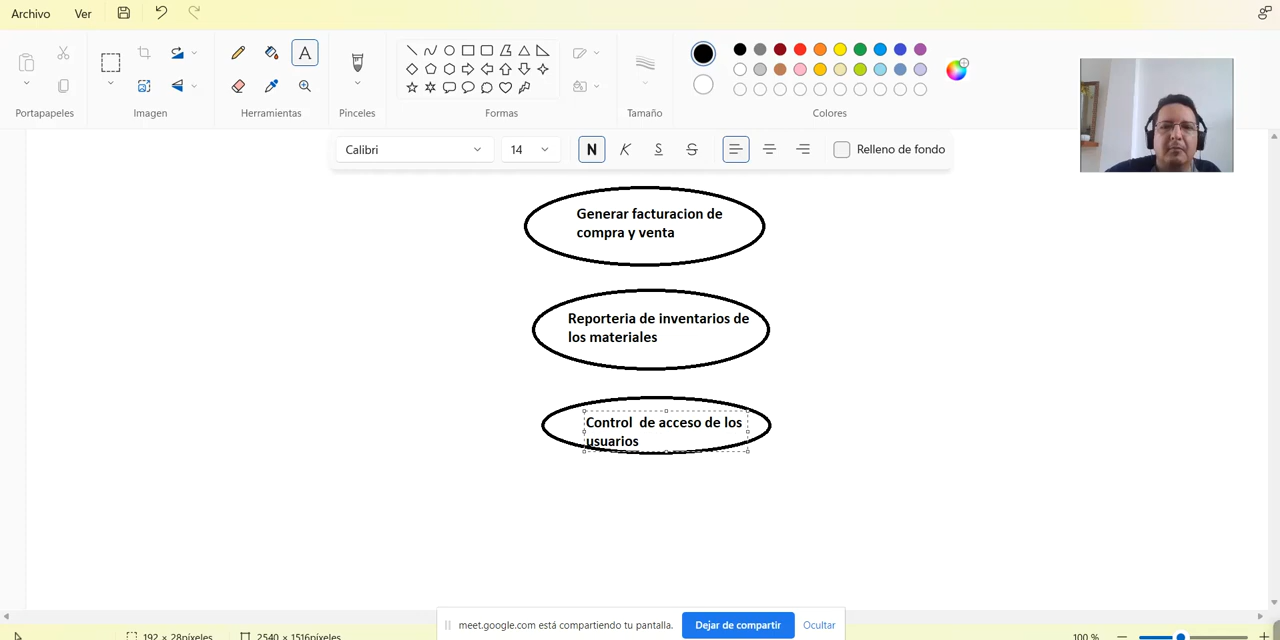 Archivo Ver
Portapapeles
Imagen
Herramientas
Pinceles
Formas
Tamaño
Colores
Calibri 14 N K S S Relleno de fondo
Generar facturacion de
compra y venta
Reporteria de inventarios de
los materiales
Control  de acceso de los
usuarios
meet.google.com está compartiendo tu pantalla. Dejar de compartir Ocultar
192 × 28píxeles 2540 × 1516píxeles 100 %